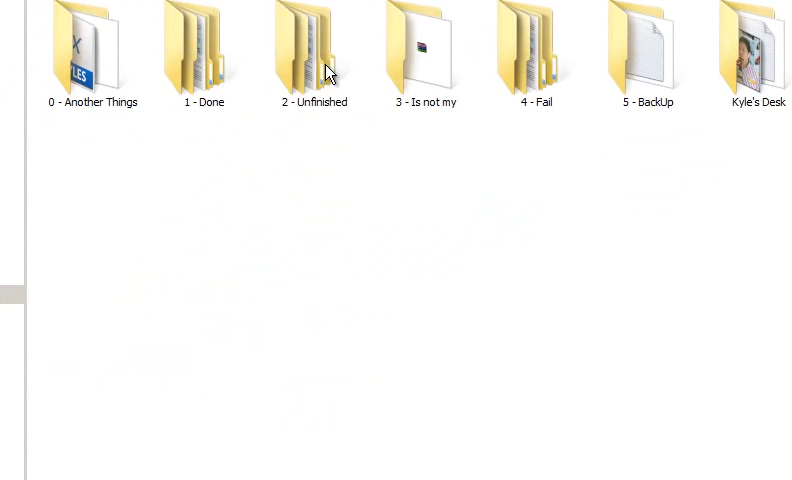 0 - Another Things
1 - Done
2 - Unfinished
3 - Is not my
4 - Fail
5 - BackUp
Kyle's Desk